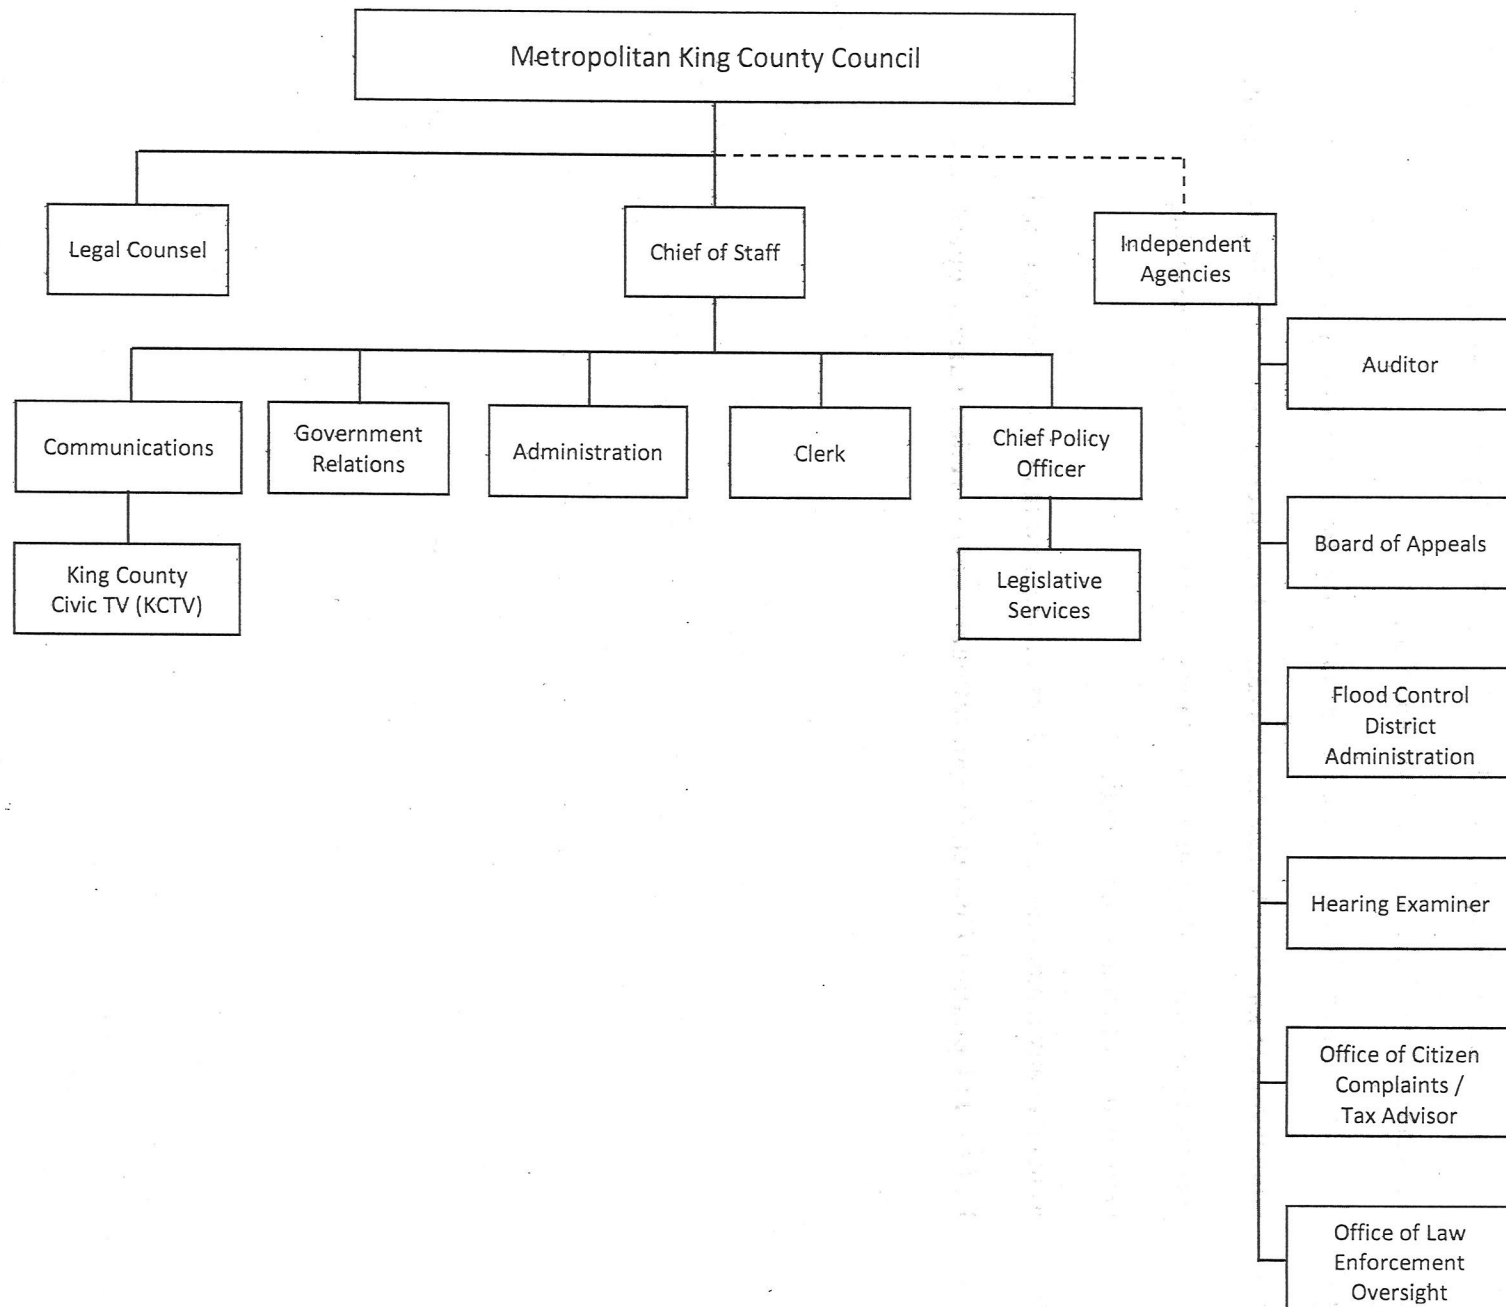 Metropolitan King County Council
Legal Counsel
Chief of Staff
Independent
Agencies
Auditor
Communications
Government
Relations
Administration
Clerk
Chief Policy
Officer
Board of Appeals
King County
Civic TV (KCTV)
Legislative
Services
Flood Control
District
Administration
Hearing Examiner
Office of Citizen
Complaints /
Tax Advisor
Office of Law
Enforcement
Oversight